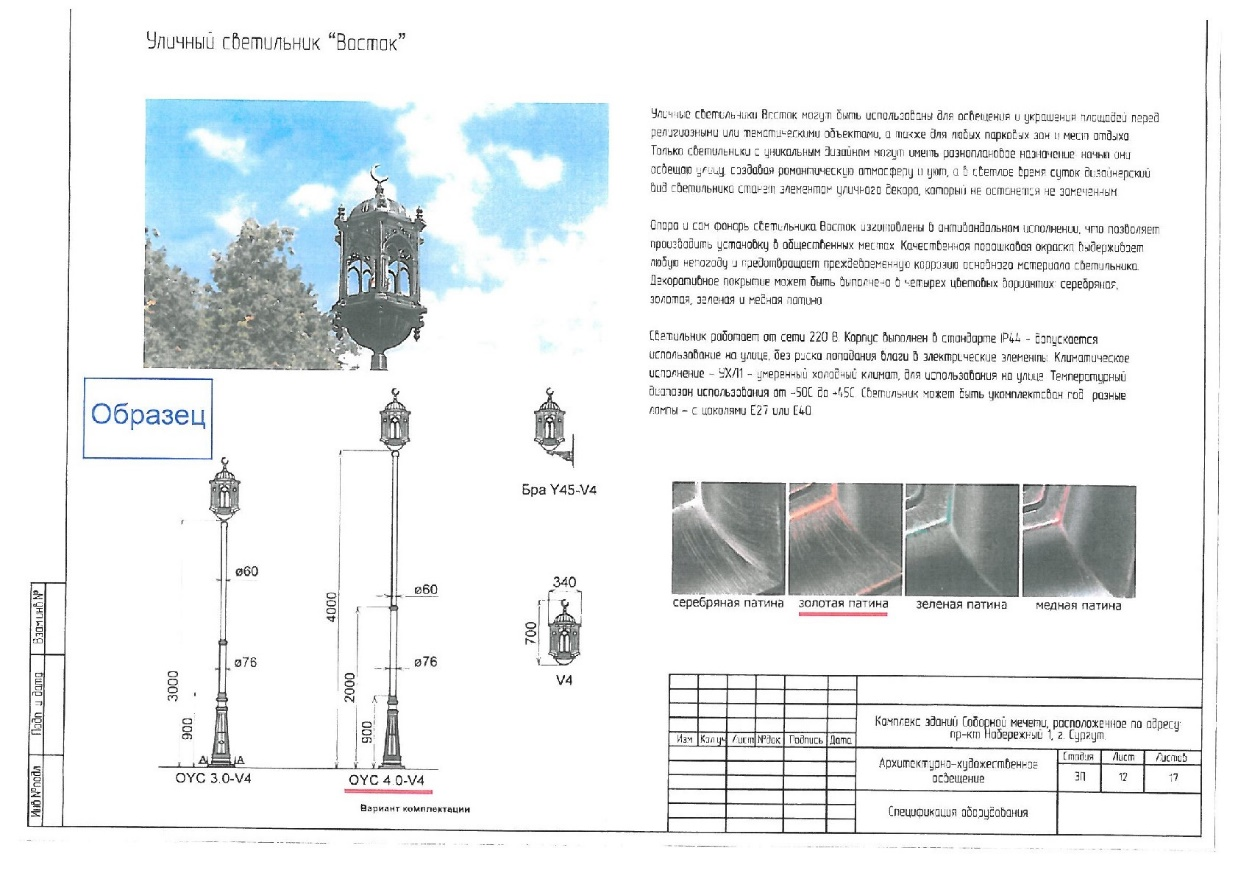 Уличный светильник “Восток”
Уличные светильники Восток могут быть использованы для освещения и украшения площадей перед
религиозными или тематическими объектами, а также для любых парковых зон и мест отдыха.
Только светильники с уникальным дизайном могут иметь разноплановое назначение: ночью они
освещаю улицу, создавая романтическую атмосферу и уют, а в светлое время суток дизайнерский
вид светильника станет элементом уличного декора, который не останется не замеченным.
Опора и сам фонарь светильника Восток изготовлены в антивандальном исполнении, что позволяет
производить установку в общественных местах. Качественная порошковая окраска выдерживает
любую непогоду и предотвращает преждевременную коррозию основного материала светильника.
Декоративное покрытие может быть выполнено в четырех цветовых вариантах: серебряная,
золотая, зеленая и медная патина.
Светильник работает от сети 220 В. Корпус выполнен в стандарте IP44 – допускается
использование на улице, без риска попадания влаги в электрические элементы. Климатическое
исполнение – УХЛ1 – умеренный холодный климат, для использования на улице. Температурный
диапазон использования от -50С до +45С. Светильник может быть укомплектован под разные
лампы – с цоколями Е27 или Е40.
Образец
Бра Y45-V4
ø60
ø76
3000
900
OYC 3.0-V4
A
A
ø60
ø76
4000
2000
900
OYC 4.0-V4
Вариант комплектации
340
700
V4
серебряная патина
золотая патина
зеленая патина
медная патина
Взам.инв №
Подп. и дата
Инв №подл
Изм.
Кол.уч
Лист
№док
Подпись
Дата
Комплекс зданий Соборной мечети, расположенное по адресу:
пр-кт Набережный 1, г. Сургут.
Архитектурно-художественное
освещение
Стадия
Лист
Листов
ЭП
12
17
Спецификация оборудования